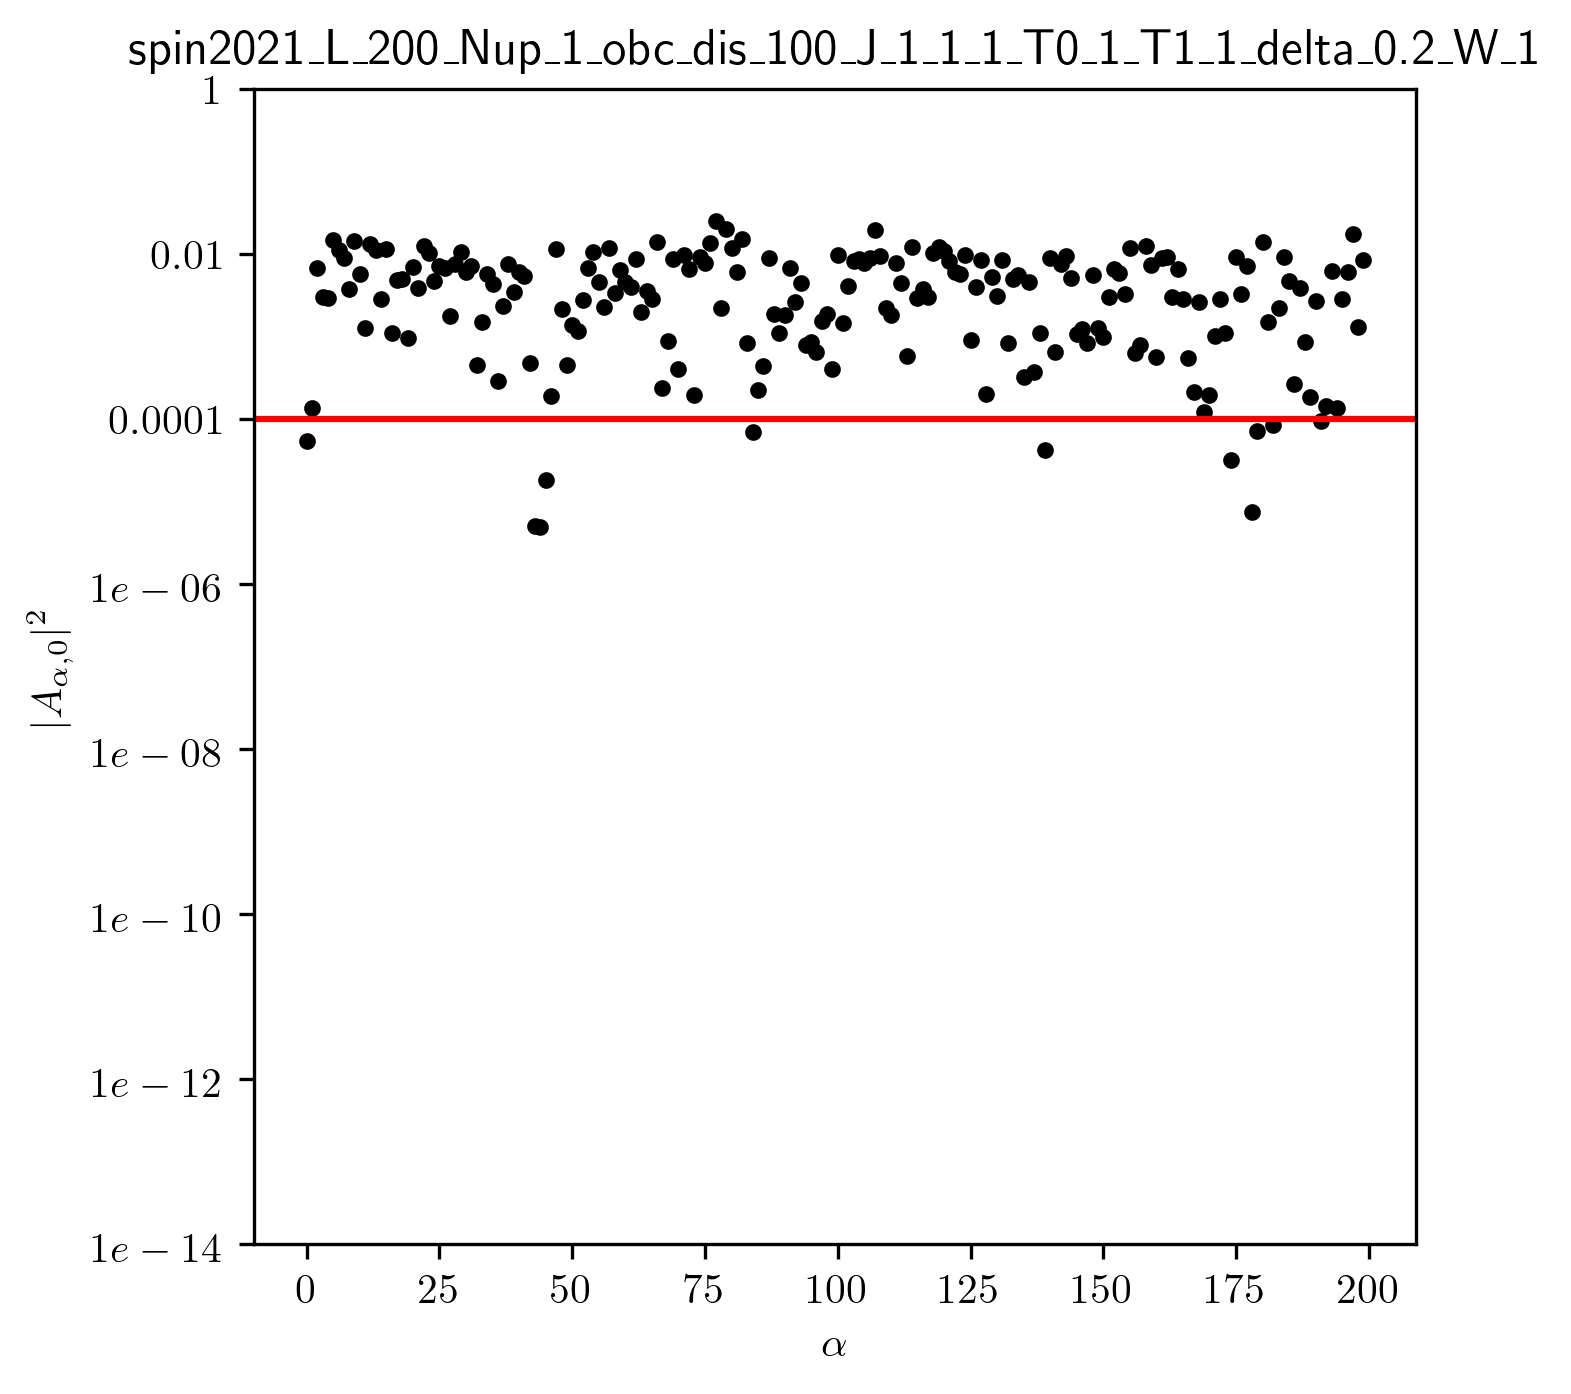 spin2021_L_200_Nup_1_obc_dis_100_J_1_1_1_T0_1_T1_1_delta_0.2_W_1
1
0.01
0.0001
1e − 06
1e − 08
1e − 10
1e − 12
1e − 14
|A_{α,0}|^2
0 25 50 75 100 125 150 175 200
α